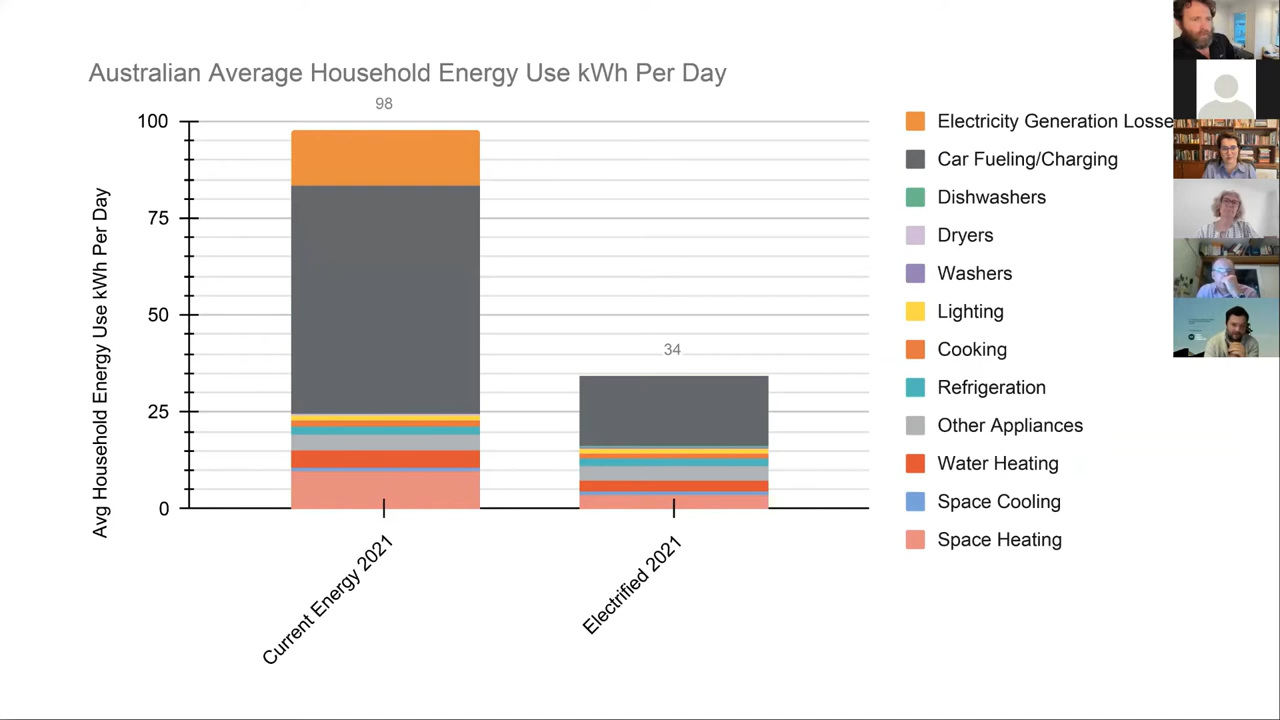 Australian Average Household Energy Use kWh Per Day
98
34
100
75
50
25
0
Avg Household Energy Use kWh Per Day
Current Energy 2021
Electrified 2021
Electricity Generation Losse
Car Fueling/Charging
Dishwashers
Dryers
Washers
Lighting
Cooking
Refrigeration
Other Appliances
Water Heating
Space Cooling
Space Heating